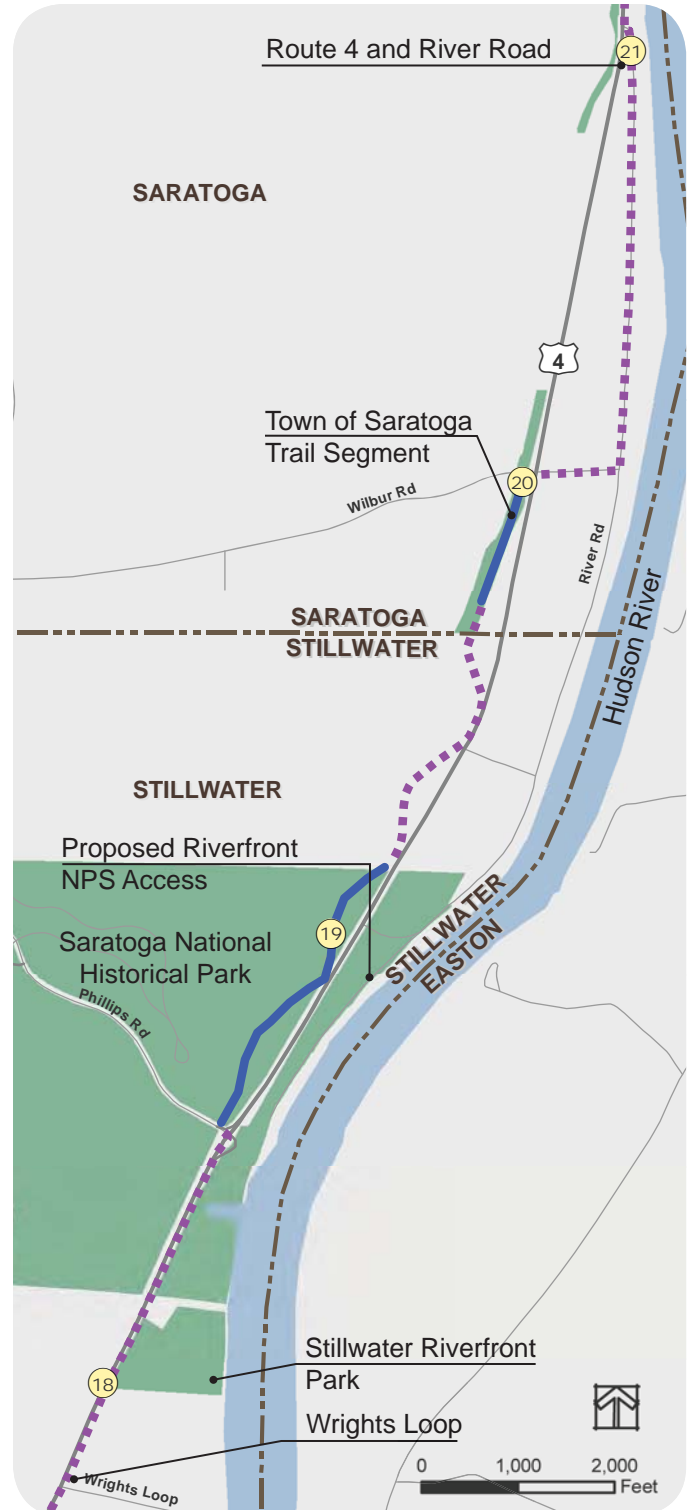 Route 4 and River Road
21
SARATOGA
4
Town of Saratoga
Trail Segment
20
Wilbur Rd
River Rd
SARATOGA
STILLWATER
Hudson River
STILLWATER
Proposed Riverfront
NPS Access
STILLWATER
EASTON
19
Saratoga National
Historical Park
Phillips Rd
Stillwater Riverfront
Park
18
Wrights Loop
Wrights Loop
0 1,000 2,000
Feet